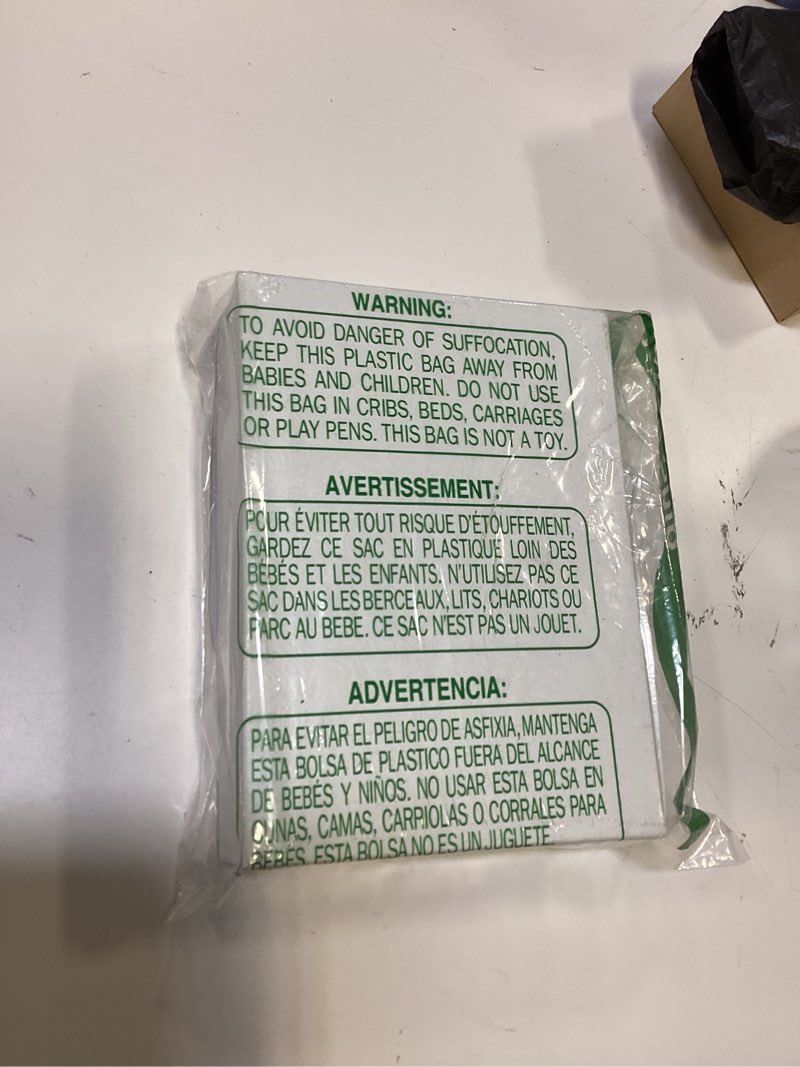 WARNING:
TO AVOID DANGER OF SUFFOCATION,
KEEP THIS PLASTIC BAG AWAY FROM
BABIES AND CHILDREN. DO NOT USE
THIS BAG IN CRIBS, BEDS, CARRIAGES
OR PLAY PENS. THIS BAG IS NOT A TOY.
AVERTISSEMENT:
POUR ÉVITER TOUT RISQUE D'ÉTOUFFEMENT,
GARDEZ CE SAC EN PLASTIQUE LOIN DES
BÉBÉS ET LES ENFANTS. N'UTILISEZ PAS CE
SAC DANS LES BERCEAUX, LITS, CHARIOTS OU
PARC AU BEBE. CE SAC N'EST PAS UN JOUET.
ADVERTENCIA:
PARA EVITAR EL PELIGRO DE ASFIXIA, MANTENGA
ESTA BOLSA DE PLASTICO FUERA DEL ALCANCE
DE BEBÉS Y NIÑOS. NO USAR ESTA BOLSA EN
CUNAS, CAMAS, CARPIOLAS O CORRALES PARA
BEBÉS. ESTA BOLSA NO ES UN JUGUETE.